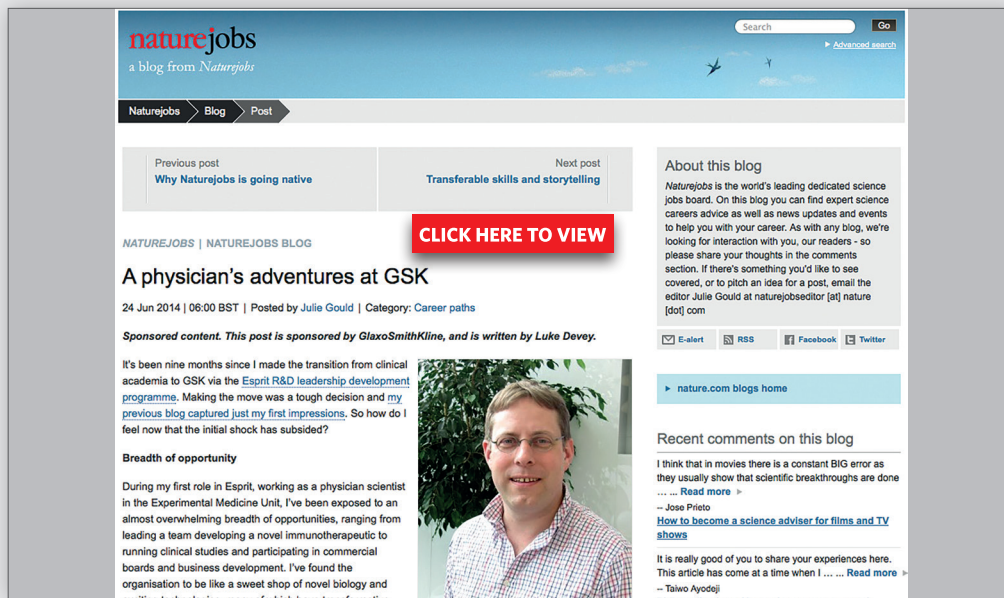 naturejobs
a blog from Naturejobs
Search
Go
Advanced search
Naturejobs
Blog
Post
Previous post
Why Naturejobs is going native
Next post
Transferable skills and storytelling
CLICK HERE TO VIEW
NATUREJOBS | NATUREJOBS BLOG
A physician's adventures at GSK
24 Jun 2014 | 06:00 BST | Posted by Julie Gould | Category: Career paths
Sponsored content. This post is sponsored by GlaxoSmithKline, and is written by Luke Devey.
It's been nine months since I made the transition from clinical
academia to GSK via the Esprit R&D leadership development
programme. Making the move was a tough decision and my
previous blog captured just my first impressions. So how do I
feel now that the initial shock has subsided?
Breadth of opportunity
During my first role in Esprit, working as a physician scientist
in the Experimental Medicine Unit, I've been exposed to an
almost overwhelming breadth of opportunities, ranging from
leading a team developing a novel immunotherapeutic to
running clinical studies and participating in commercial
boards and business development. I've found the
organisation to be like a sweet shop of novel biology and
About this blog
Naturejobs is the world's leading dedicated science
jobs board. On this blog you can find expert science
careers advice as well as news updates and events
to help you with your career. As with any blog, we're
looking for interaction with you, our readers - so
please share your thoughts in the comments
section. If there's something you'd like to see
covered, or to pitch an idea for a post, email the
editor Julie Gould at naturejobseditor [at] nature
[dot] com
E-alert
RSS
Facebook
Twitter
nature.com blogs home
Recent comments on this blog
I think that in movies there is a constant BIG error as
they usually show that scientific breakthroughs are done
... ... Read more
-- Jose Prieto
How to become a science adviser for films and TV
shows
It is really good of you to share your experiences here.
This article has come at a time when I ... ... Read more
-- Taiwo Ayodeji